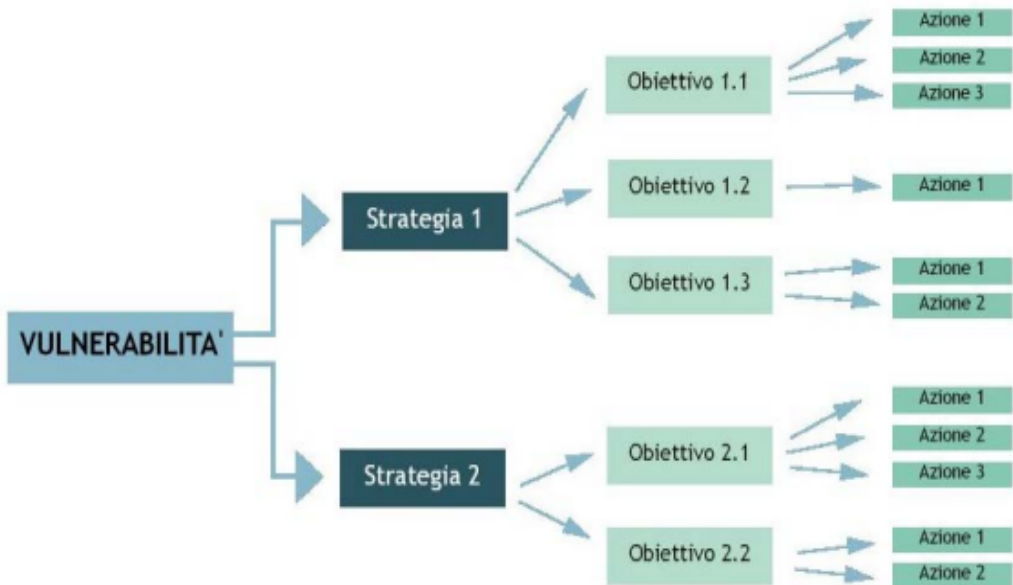 VULNERABILITA'
Strategia 1
Obiettivo 1.1
Azione 1
Azione 2
Azione 3
Obiettivo 1.2
Azione 1
Obiettivo 1.3
Azione 1
Azione 2
Strategia 2
Obiettivo 2.1
Azione 1
Azione 2
Azione 3
Obiettivo 2.2
Azione 1
Azione 2